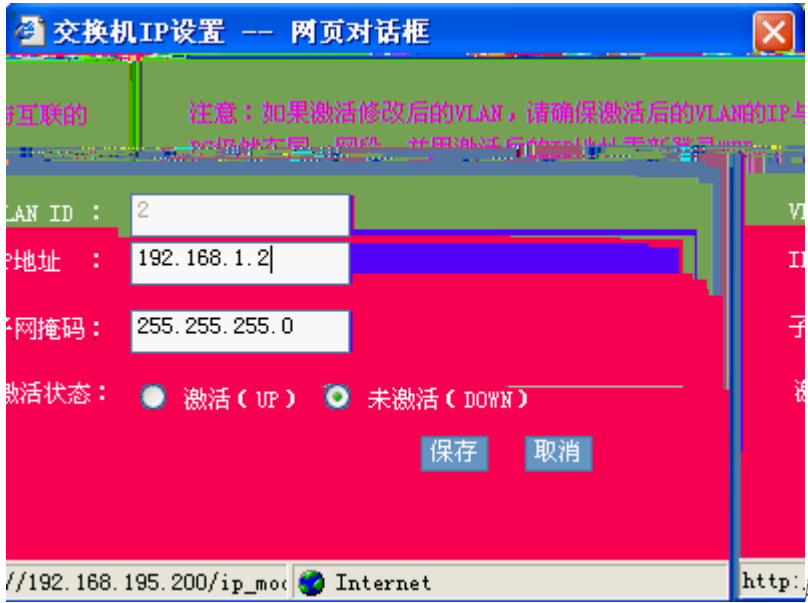 交换机IP设置 -- 网页对话框
互联的
注意：如果激活修改后的VLAN，请确保激活后的VLAN的IP与
LAN ID ： 2
地址 ： 192.168.1.2
网掩码： 255.255.255.0
激活状态： 激活（UP） 未激活（DOWN）
子
保存 取消
//192.168.195.200/ip_mo Internet http:/